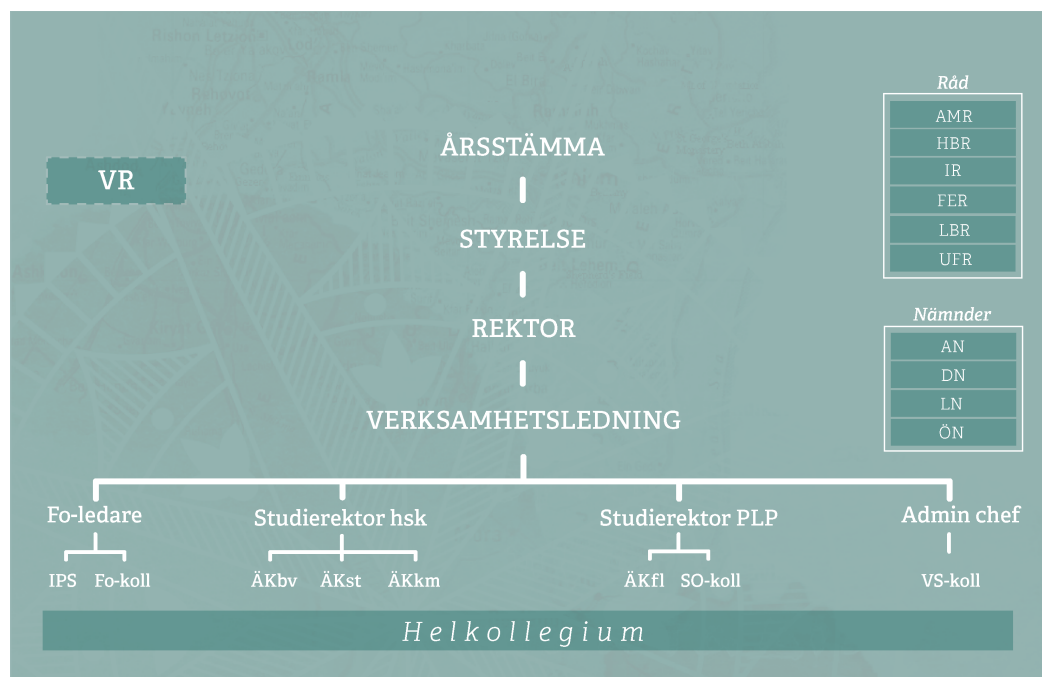 Råd
AMR
HBR
IR
FER
LBR
UFR
ÅRSSTÄMMA
VR
STYRELSE
REKTOR
VERKSAMHETSLEDNING
Nämnder
AN
DN
LN
ÖN
Fo-ledare
Studierektor hsk
Studierektor PLP
Admin chef
IPS
Fo-koll
ÄKbv
ÄKst
ÄKkm
ÄKfl
SO-koll
VS-koll
Helkollegium